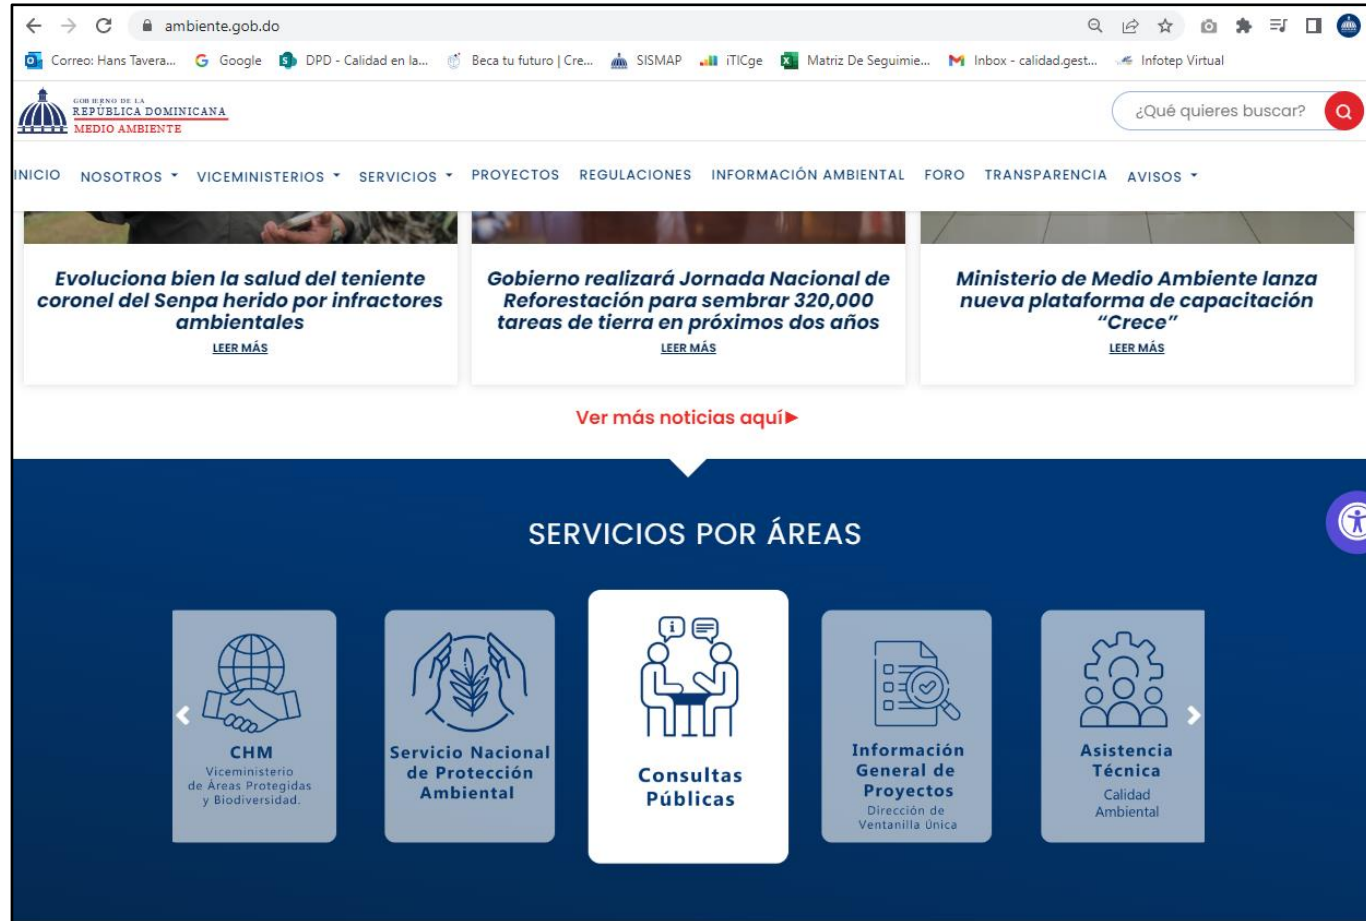 ambiente.gob.do
Correo: Hans Tavera... Google DPD - Calidad en la... Beca tu futuro | Cre... SISMAP iTICge Matriz De Seguimie... Inbox - calidad.gest... Infotep Virtual
GOBIERNO DE LA
REPÚBLICA DOMINICANA
MEDIO AMBIENTE
¿Qué quieres buscar?
INICIO NOSOTROS VICEMINISTERIOS SERVICIOS PROYECTOS REGULACIONES INFORMACIÓN AMBIENTAL FORO TRANSPARENCIA AVISOS
Evoluciona bien la salud del teniente
coronel del Senpa herido por infractores
ambientales
LEER MÁS
Gobierno realizará Jornada Nacional de
Reforestación para sembrar 320,000
tareas de tierra en próximos dos años
LEER MÁS
Ministerio de Medio Ambiente lanza
nueva plataforma de capacitación
“Crece”
LEER MÁS
Ver más noticias aquí►
SERVICIOS POR ÁREAS
CHM
Viceministerio
de Áreas Protegidas
y Biodiversidad.
Servicio Nacional
de Protección
Ambiental
Consultas
Públicas
Información
General de
Proyectos
Dirección de
Ventanilla Única
Asistencia
Técnica
Calidad
Ambiental